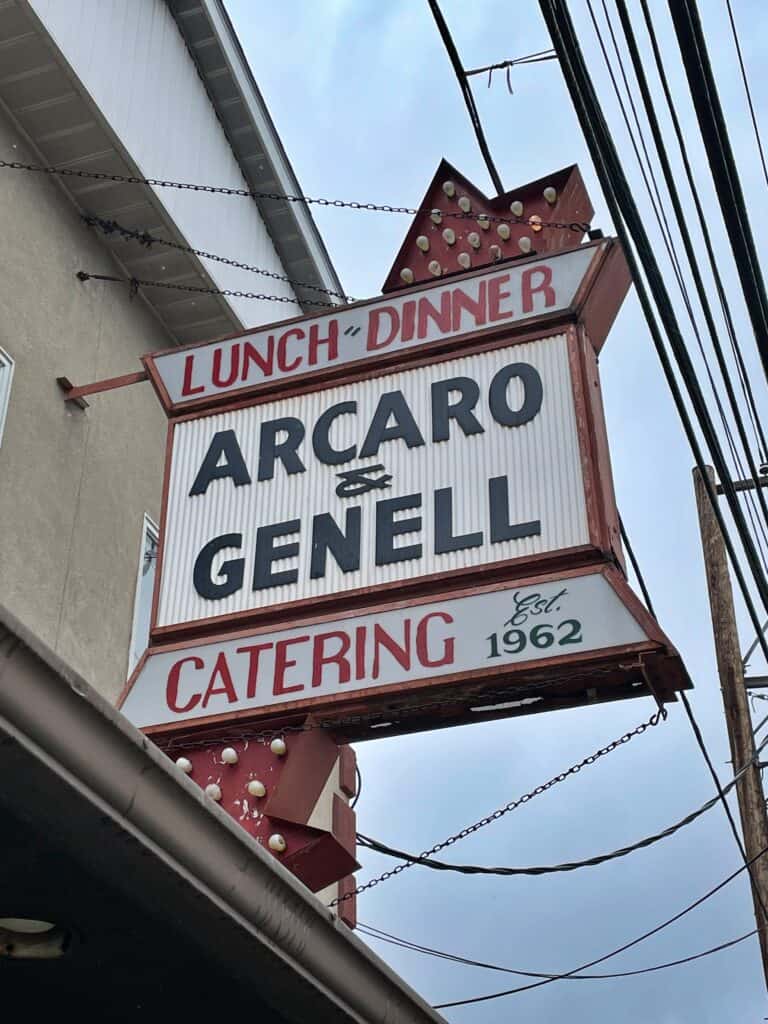 LUNCH " DINNER
ARCARO
&
GENELL
CATERING Est.
1962